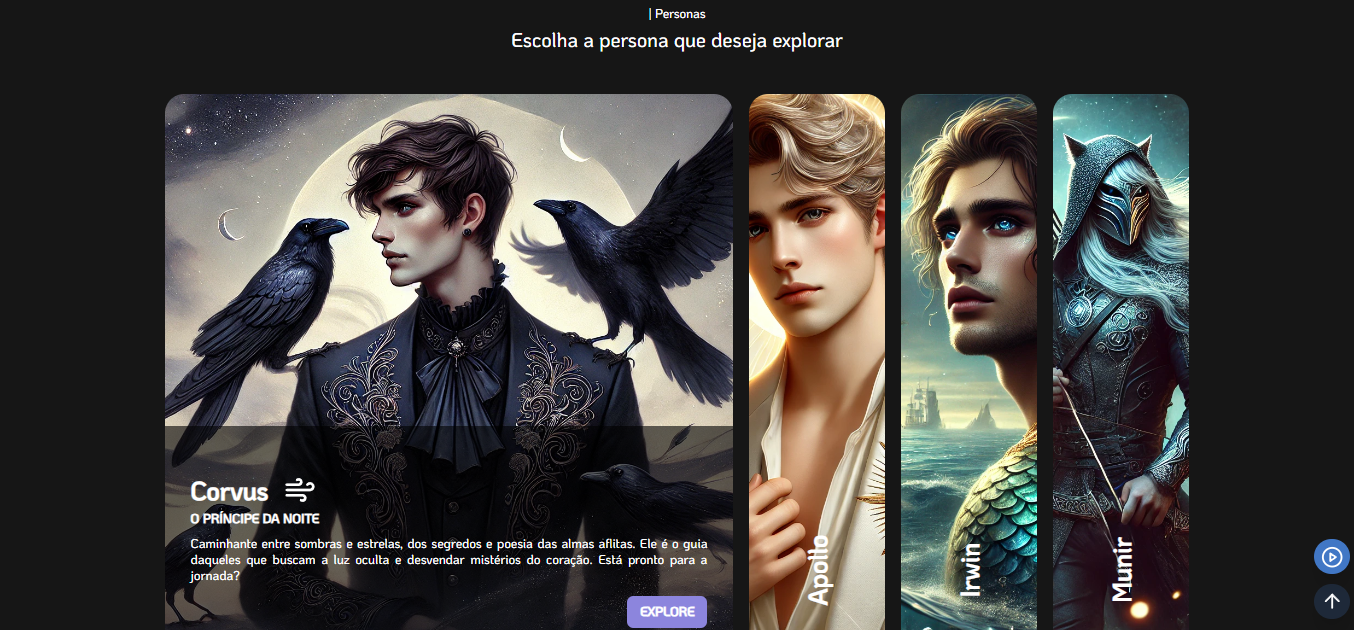 | Personas
Escolha a persona que deseja explorar
Corvus
O PRÍNCIPE DA NOITE
Caminhante entre sombras e estrelas, dos segredos e poesia das almas aflitas. Ele é o guia
daqueles que buscam a luz oculta e desvendar mistérios do coração. Está pronto para a
jornada?
EXPLORE
Apollo
Irwin
Munir